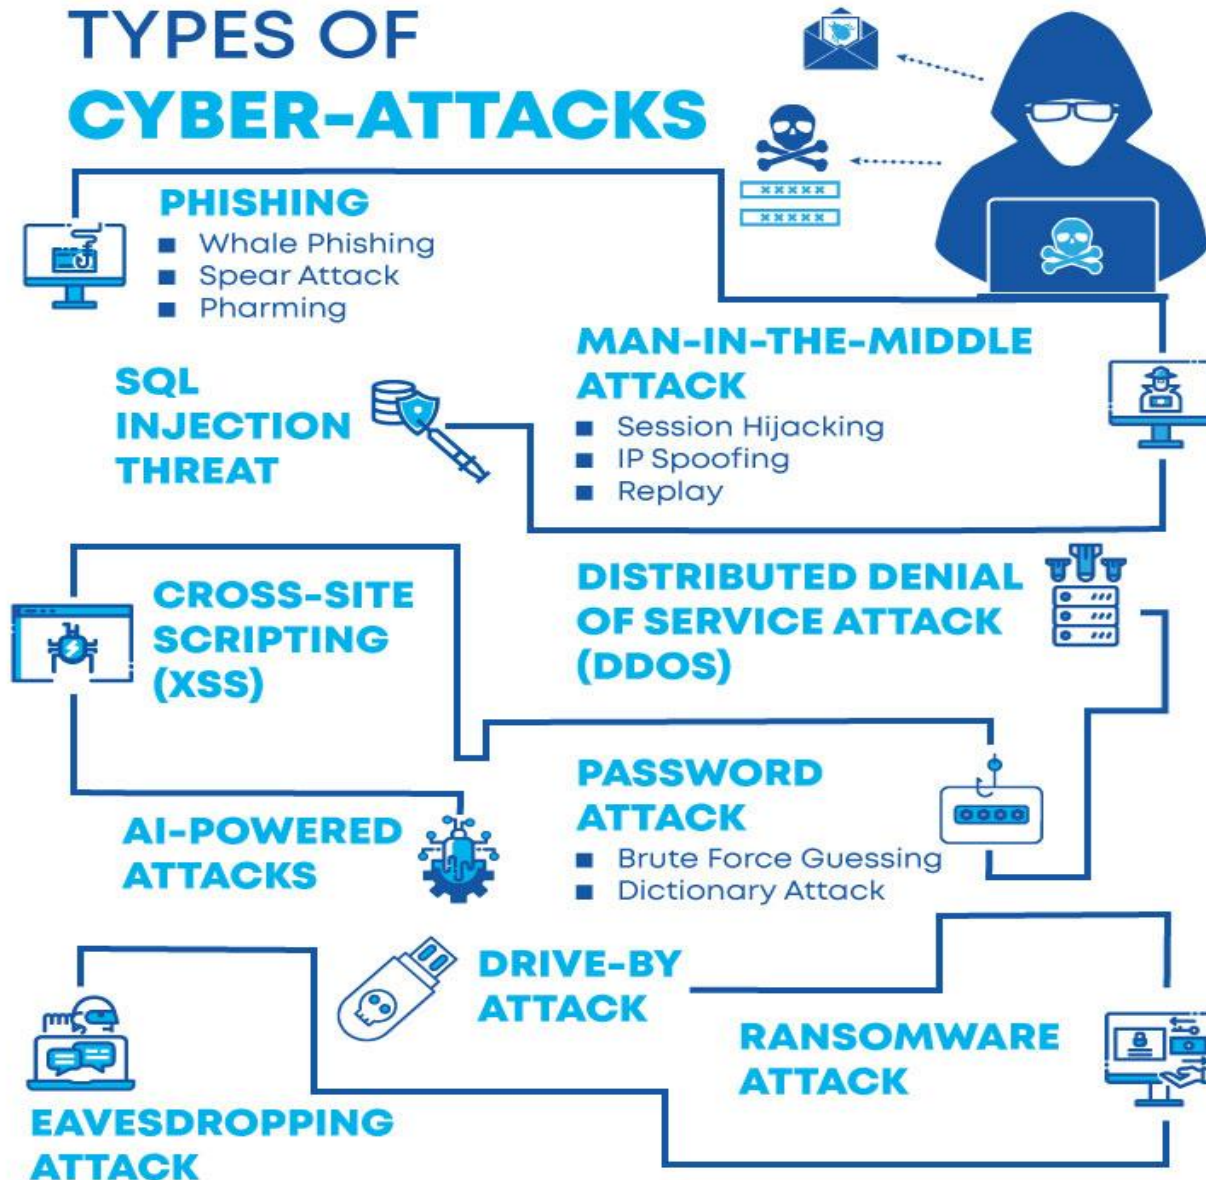 TYPES OF
CYBER-ATTACKS
xxxxx
xxxxx
PHISHING
■ Whale Phishing
■ Spear Attack
■ Pharming
MAN-IN-THE-MIDDLE
ATTACK
■ Session Hijacking
■ IP Spoofing
■ Replay
SQL
INJECTION
THREAT
CROSS-SITE
SCRIPTING
(XSS)
DISTRIBUTED DENIAL
OF SERVICE ATTACK
(DDOS)
PASSWORD
ATTACK
■ Brute Force Guessing
■ Dictionary Attack
AI-POWERED
ATTACKS
DRIVE-BY
ATTACK
RANSOMWARE
ATTACK
EAVESDROPPING
ATTACK